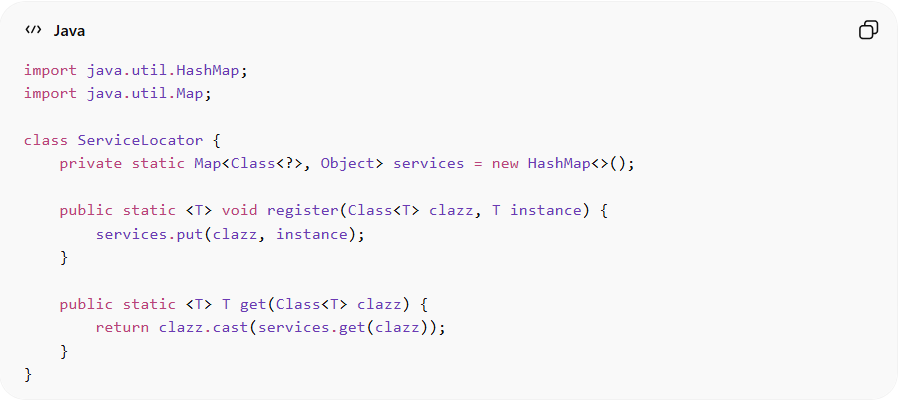 </> Java
import java.util.HashMap;
import java.util.Map;

class ServiceLocator {
    private static Map<Class<?>, Object> services = new HashMap<>();

    public static <T> void register(Class<T> clazz, T instance) {
        services.put(clazz, instance);
    }

    public static <T> T get(Class<T> clazz) {
        return clazz.cast(services.get(clazz));
    }
}